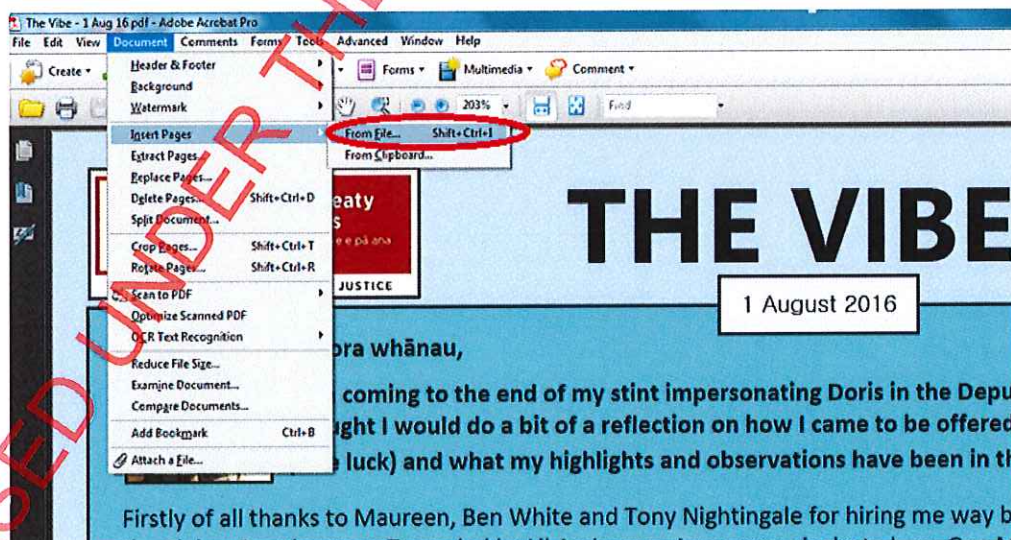 The Vibe - 1 Aug 16 pdf - Adobe Acrobat Pro
File Edit View Document Comments Forms Tools Advanced Window Help
Create Forms Multimedia Comment
203% Find
Header & Footer
Background
Watermark
Insert Pages
From File... Shift+Ctrl+I
From Clipboard...
Extract Pages...
Replace Pages...
Delete Pages... Shift+Ctrl+D
Split Document...
Crop Pages... Shift+Ctrl+T
Rotate Pages... Shift+Ctrl+R
Scan to PDF
Optimize Scanned PDF
OCR Text Recognition
Reduce File Size...
Examine Document...
Compare Documents...
Add Bookmark Ctrl+B
Attach a File...
eaty
s
JUSTICE
THE VIBE
1 August 2016
ora whānau,
coming to the end of my stint impersonating Doris in the Depu
ght I would do a bit of a reflection on how I came to be offered
luck) and what my highlights and observations have been in th
Firstly of all thanks to Maureen, Ben White and Tony Nightingale for hiring me way b
SED UNDER THE